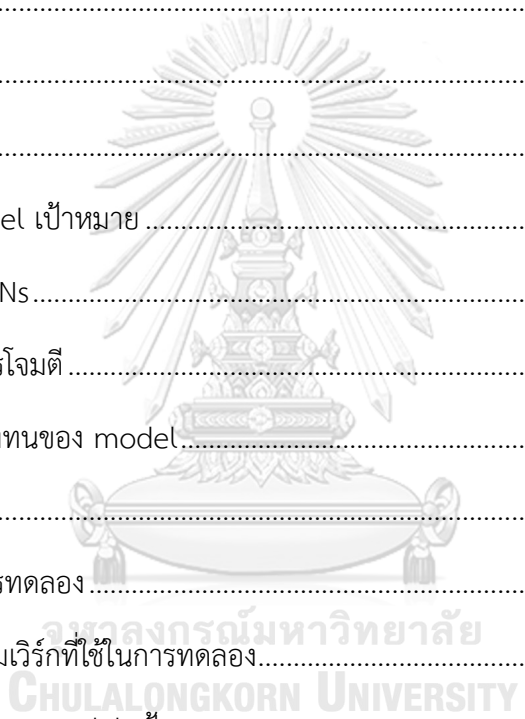 ....................................................................
....................................................................
....................................................................
el เป้าหมาย....................................................
Ns....................................................................
รโจมตี............................................................
ทนของ model................................................
....................................................................
รทดลอง..........................................................
จุฬาลงกรณ์มหาวิทยาลัย
มเวิร์กที่ใช้ในการทดลอง......................................
CHULALONGKORN UNIVERSITY